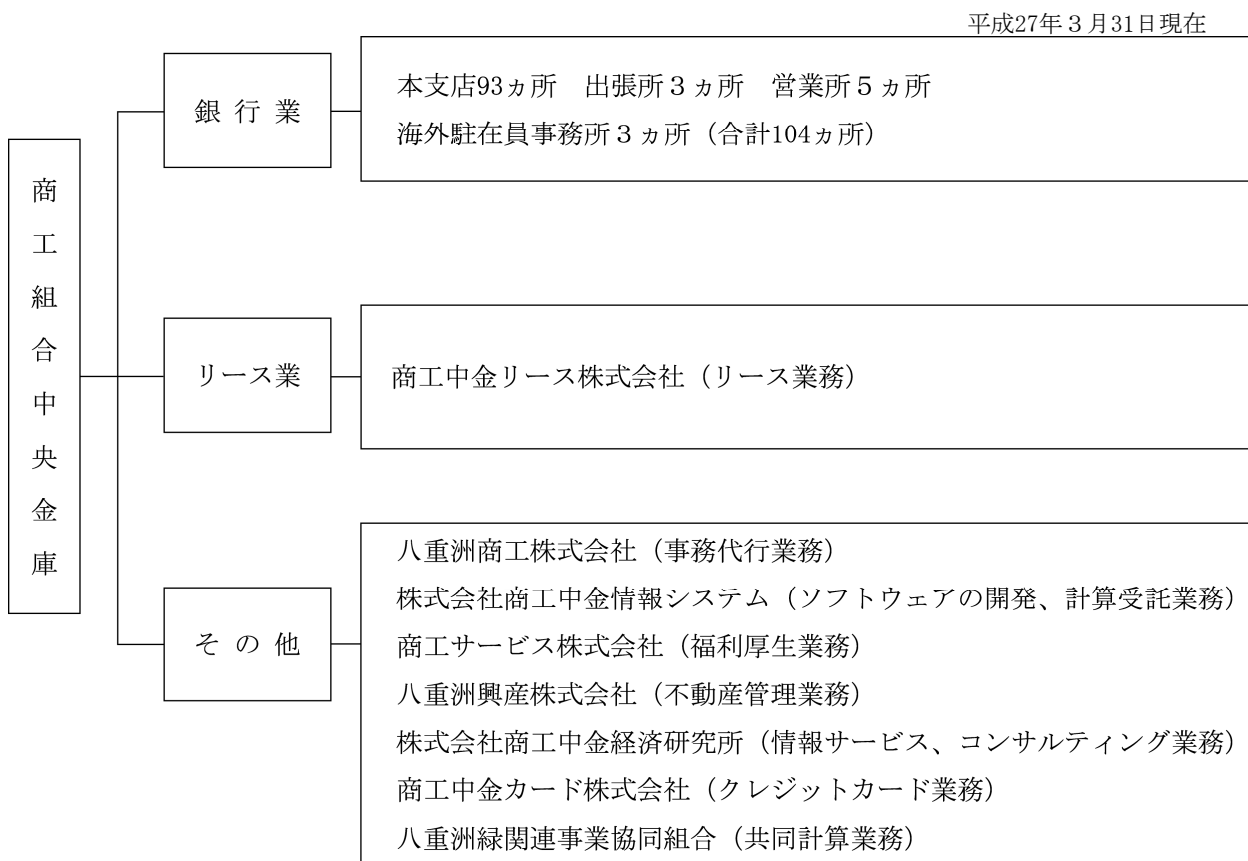 平成27年3月31日現在
商工組合中央金庫
銀行業
本支店93ヵ所　出張所3ヵ所　営業所5ヵ所
海外駐在員事務所3ヵ所（合計104ヵ所）
リース業
商工中金リース株式会社（リース業務）
その他
八重洲商工株式会社（事務代行業務）
株式会社商工中金情報システム（ソフトウェアの開発、計算受託業務）
商工サービス株式会社（福利厚生業務）
八重洲興産株式会社（不動産管理業務）
株式会社商工中金経済研究所（情報サービス、コンサルティング業務）
商工中金カード株式会社（クレジットカード業務）
八重洲緑関連事業協同組合（共同計算業務）